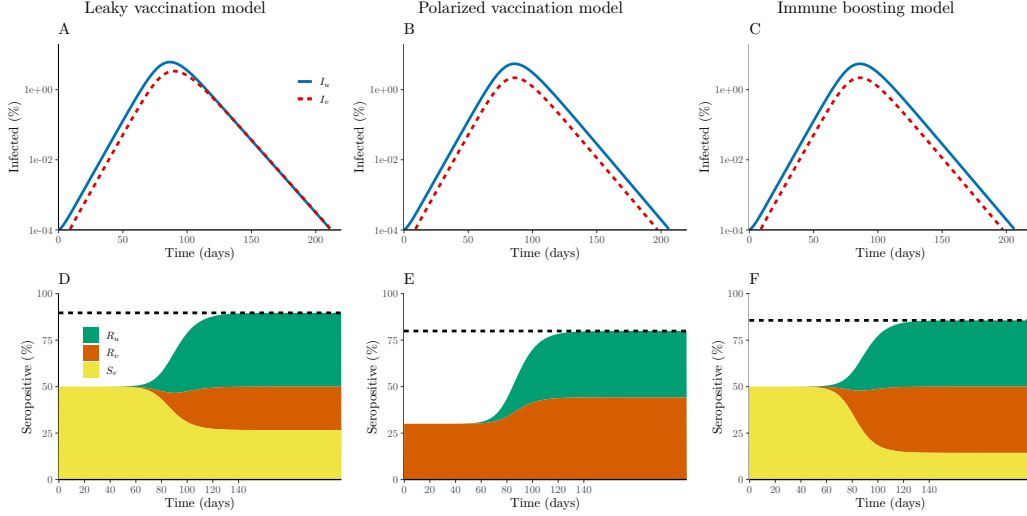 Leaky vaccination model
Polarized vaccination model
Immune boosting model
A
B
C
Infected (%)
1e+00
1e-02
1e-04
I_u
I_v
0 50 100 150 200
Time (days)
Infected (%)
1e+00
1e-02
1e-04
0 50 100 150 200
Time (days)
Infected (%)
1e+00
1e-02
1e-04
0 50 100 150 200
Time (days)
D
E
F
Seropositive (%)
100
75
50
25
0
R_u
R_v
S_v
0 20 40 60 80 100 120 140
Time (days)
Seropositive (%)
100
75
50
25
0
0 20 40 60 80 100 120 140
Time (days)
Seropositive (%)
100
75
50
25
0
0 20 40 60 80 100 120 140
Time (days)